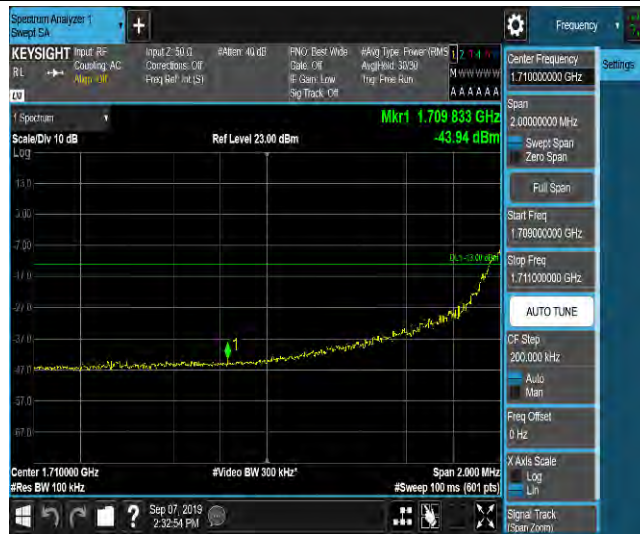 Spectrum Analyzer 1
Swept SA
+
Frequency
KEYSIGHT
Input: RF
Coupling: AC
Align: Off
Input Z: 50 Ω
Corrections: Off
Freq Ref: Int (S)
#Atten: 40 dB
PNO: Best Wide
Gate: Off
IF Gain: Low
Sig Track: Off
#Avg Type: Power (RMS
Avg|Hold: 30/30
Trig: Free Run
M W W W W W
A A A A A A
RL
LXI
Center Frequency
1.710000000 GHz
Settings
Span
2.00000000 MHz
Swept Span
Zero Span
Full Span
Start Freq
1.709000000 GHz
Stop Freq
1.711000000 GHz
AUTO TUNE
CF Step
200.000 kHz
Auto
Man
Freq Offset
0 Hz
X Axis Scale
Log
Lin
Signal Track
(Span Zoom)
1 Spectrum
Scale/Div 10 dB
Log
Ref Level 23.00 dBm
Mkr1 1.709 833 GHz
-43.94 dBm
13.0
3.00
-7.00
DL1 -13.00 dBm
-17.0
-27.0
-37.0
1
-47.0
-57.0
-67.0
Center 1.710000 GHz
#Video BW 300 kHz*
Span 2.000 MHz
#Res BW 100 kHz
#Sweep 100 ms (601 pts)
?
Sep 07, 2019
2:32:54 PM